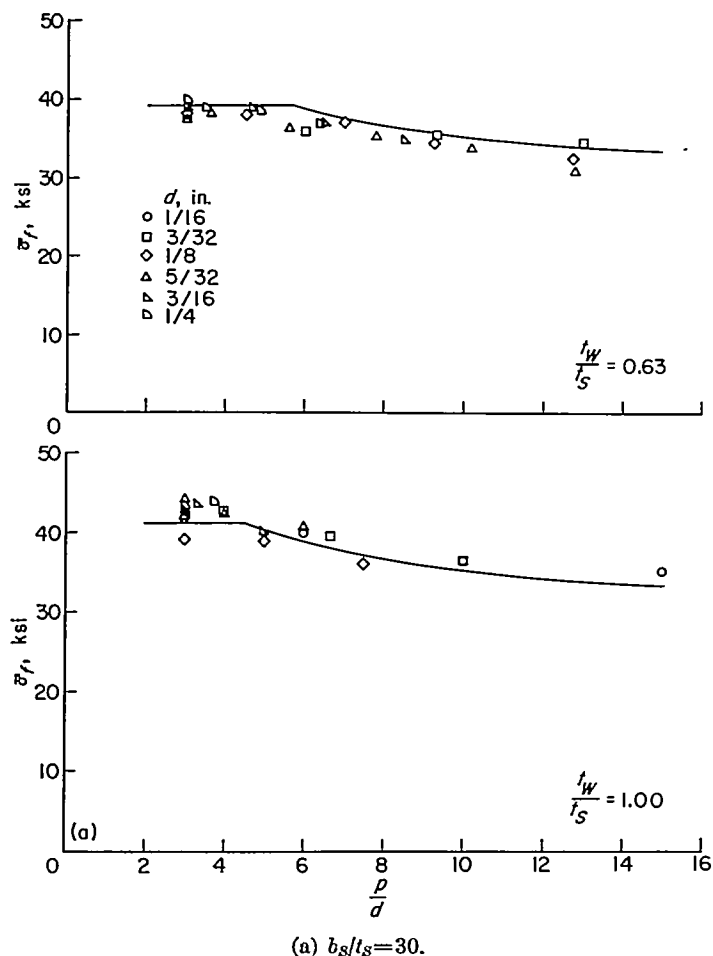 50
40
30
20
10
0
σ̄f, ksi
d, in.
○ 1/16
□ 3/32
◇ 1/8
△ 5/32
◺ 3/16
D 1/4
tW/tS = 0.63
50
40
30
20
10
0
σ̄f, ksi
tW/tS = 1.00
(a)
2 4 6 8 10 12 14 16
p/d
(a) bS/tS=30.